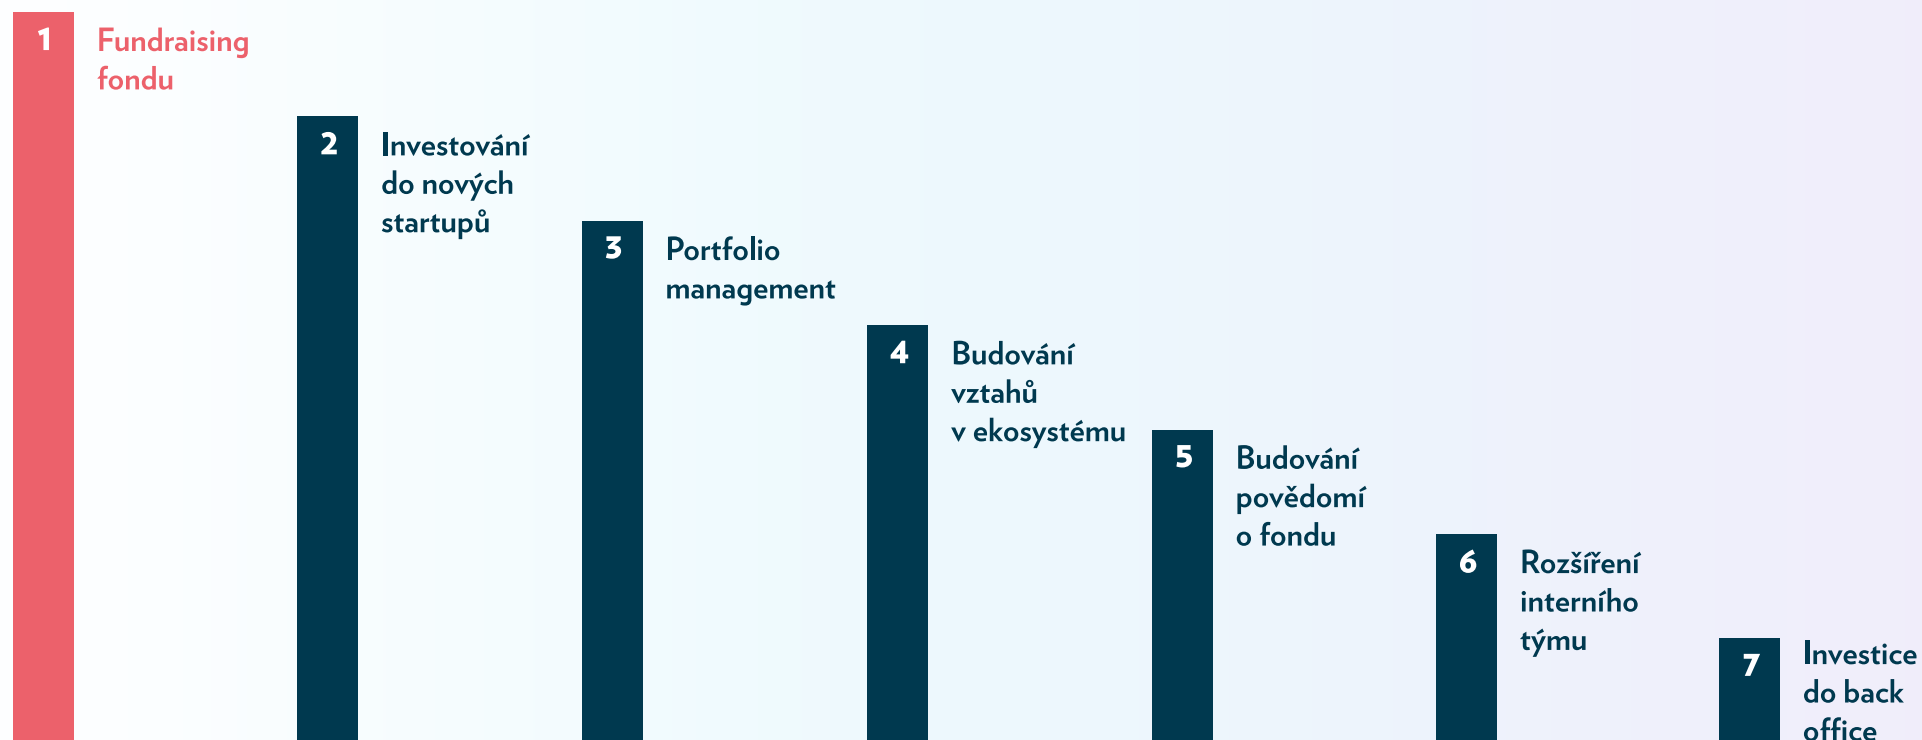 1
Fundraising
fondu
2
Investování
do nových
startupů
3
Portfolio
management
4
Budování
vztahů
v ekosystému
5
Budování
povědomí
o fondu
6
Rozšíření
interního
týmu
7
Investice
do back
office